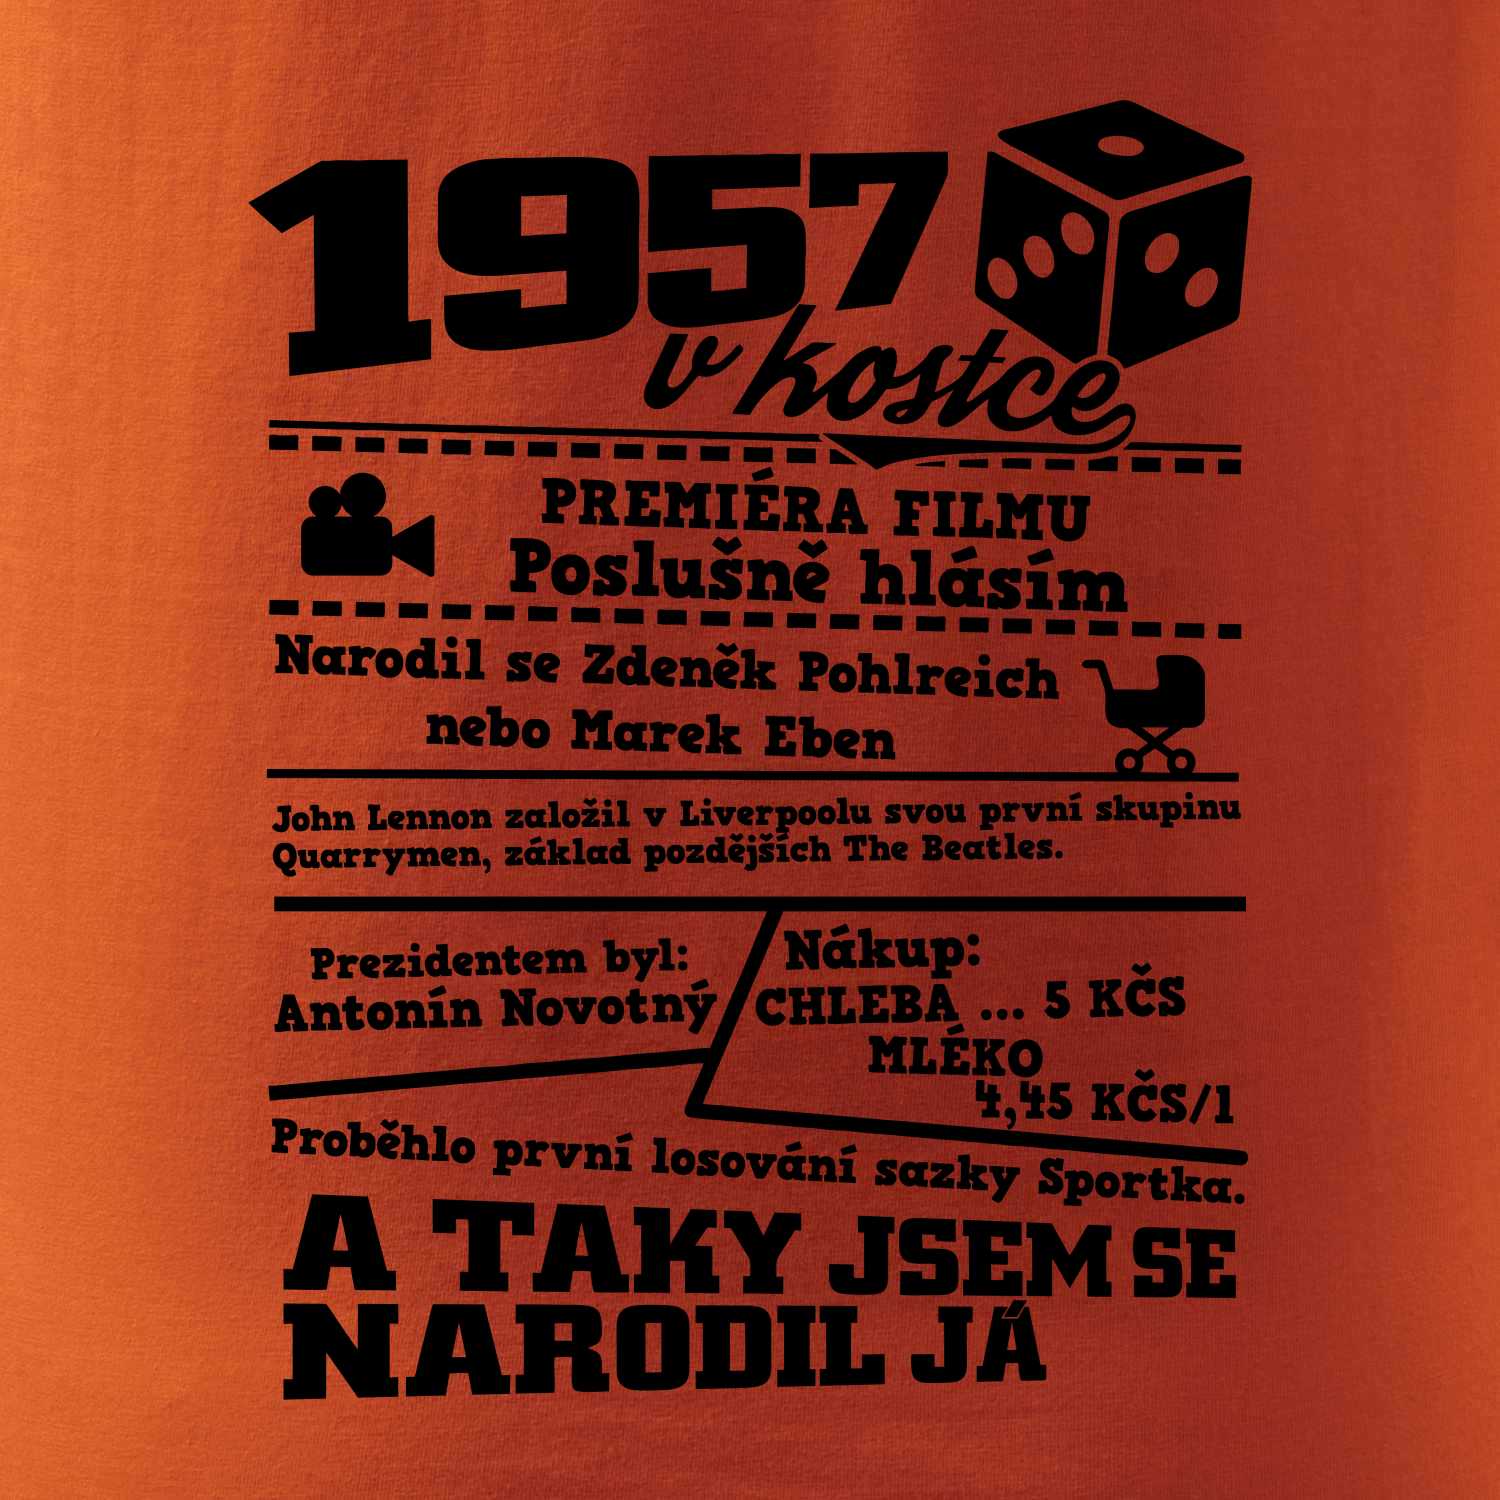 1957
v kostce
PREMIÉRA FILMU
Poslušně hlásím
Narodil se Zdeněk Pohlreich
nebo Marek Eben
John Lennon založil v Liverpoolu svou první skupinu
Quarrymen, základ pozdějších The Beatles.
Prezidentem byl:
Antonín Novotný
Nákup:
CHLEBA ... 5 KČS
MLÉKO
4,45 KČS/l
Proběhlo první losování sazky Sportka.
A TAKY JSEM SE
NARODIL JÁ